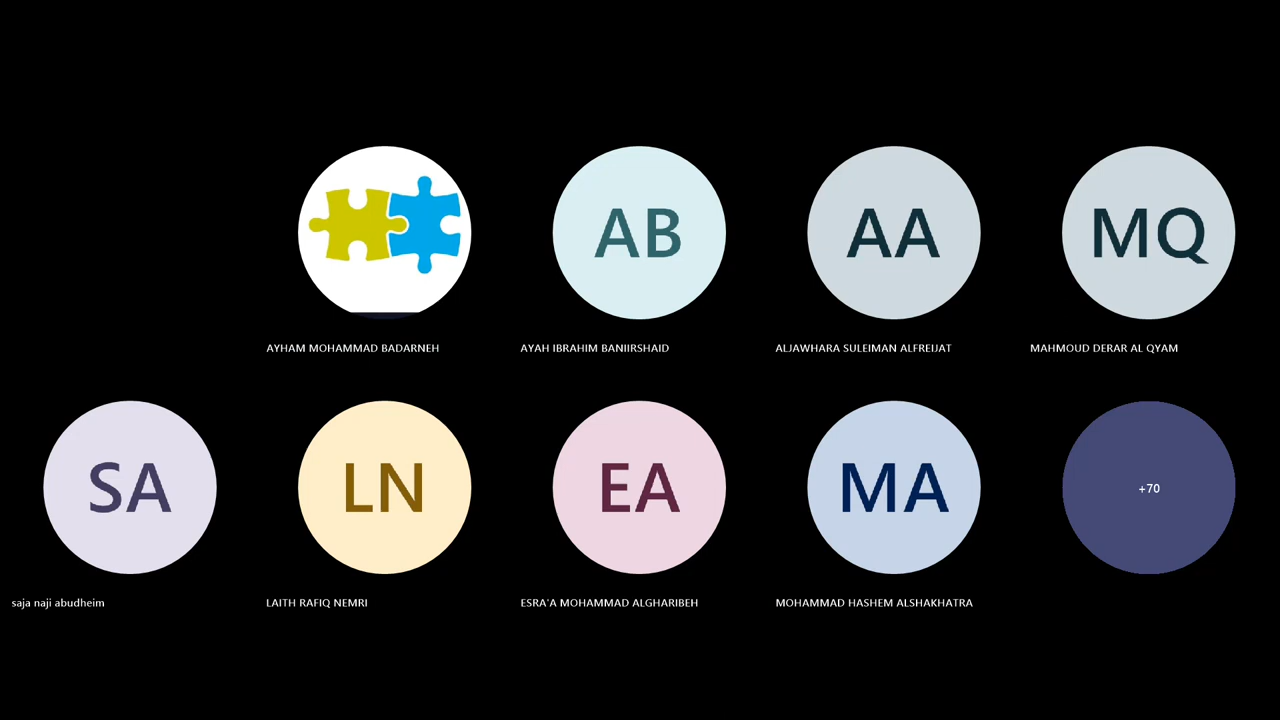 AB
AA
MQ
AYHAM MOHAMMAD BADARNEH
AYAH IBRAHIM BANIIRSHAID
ALJAWHARA SULEIMAN ALFREIJAT
MAHMOUD DERAR AL QYAM
SA
LN
EA
MA
+70
saja naji abudheim
LAITH RAFIQ NEMRI
ESRA'A MOHAMMAD ALGHARIBEH
MOHAMMAD HASHEM ALSHAKHATRA